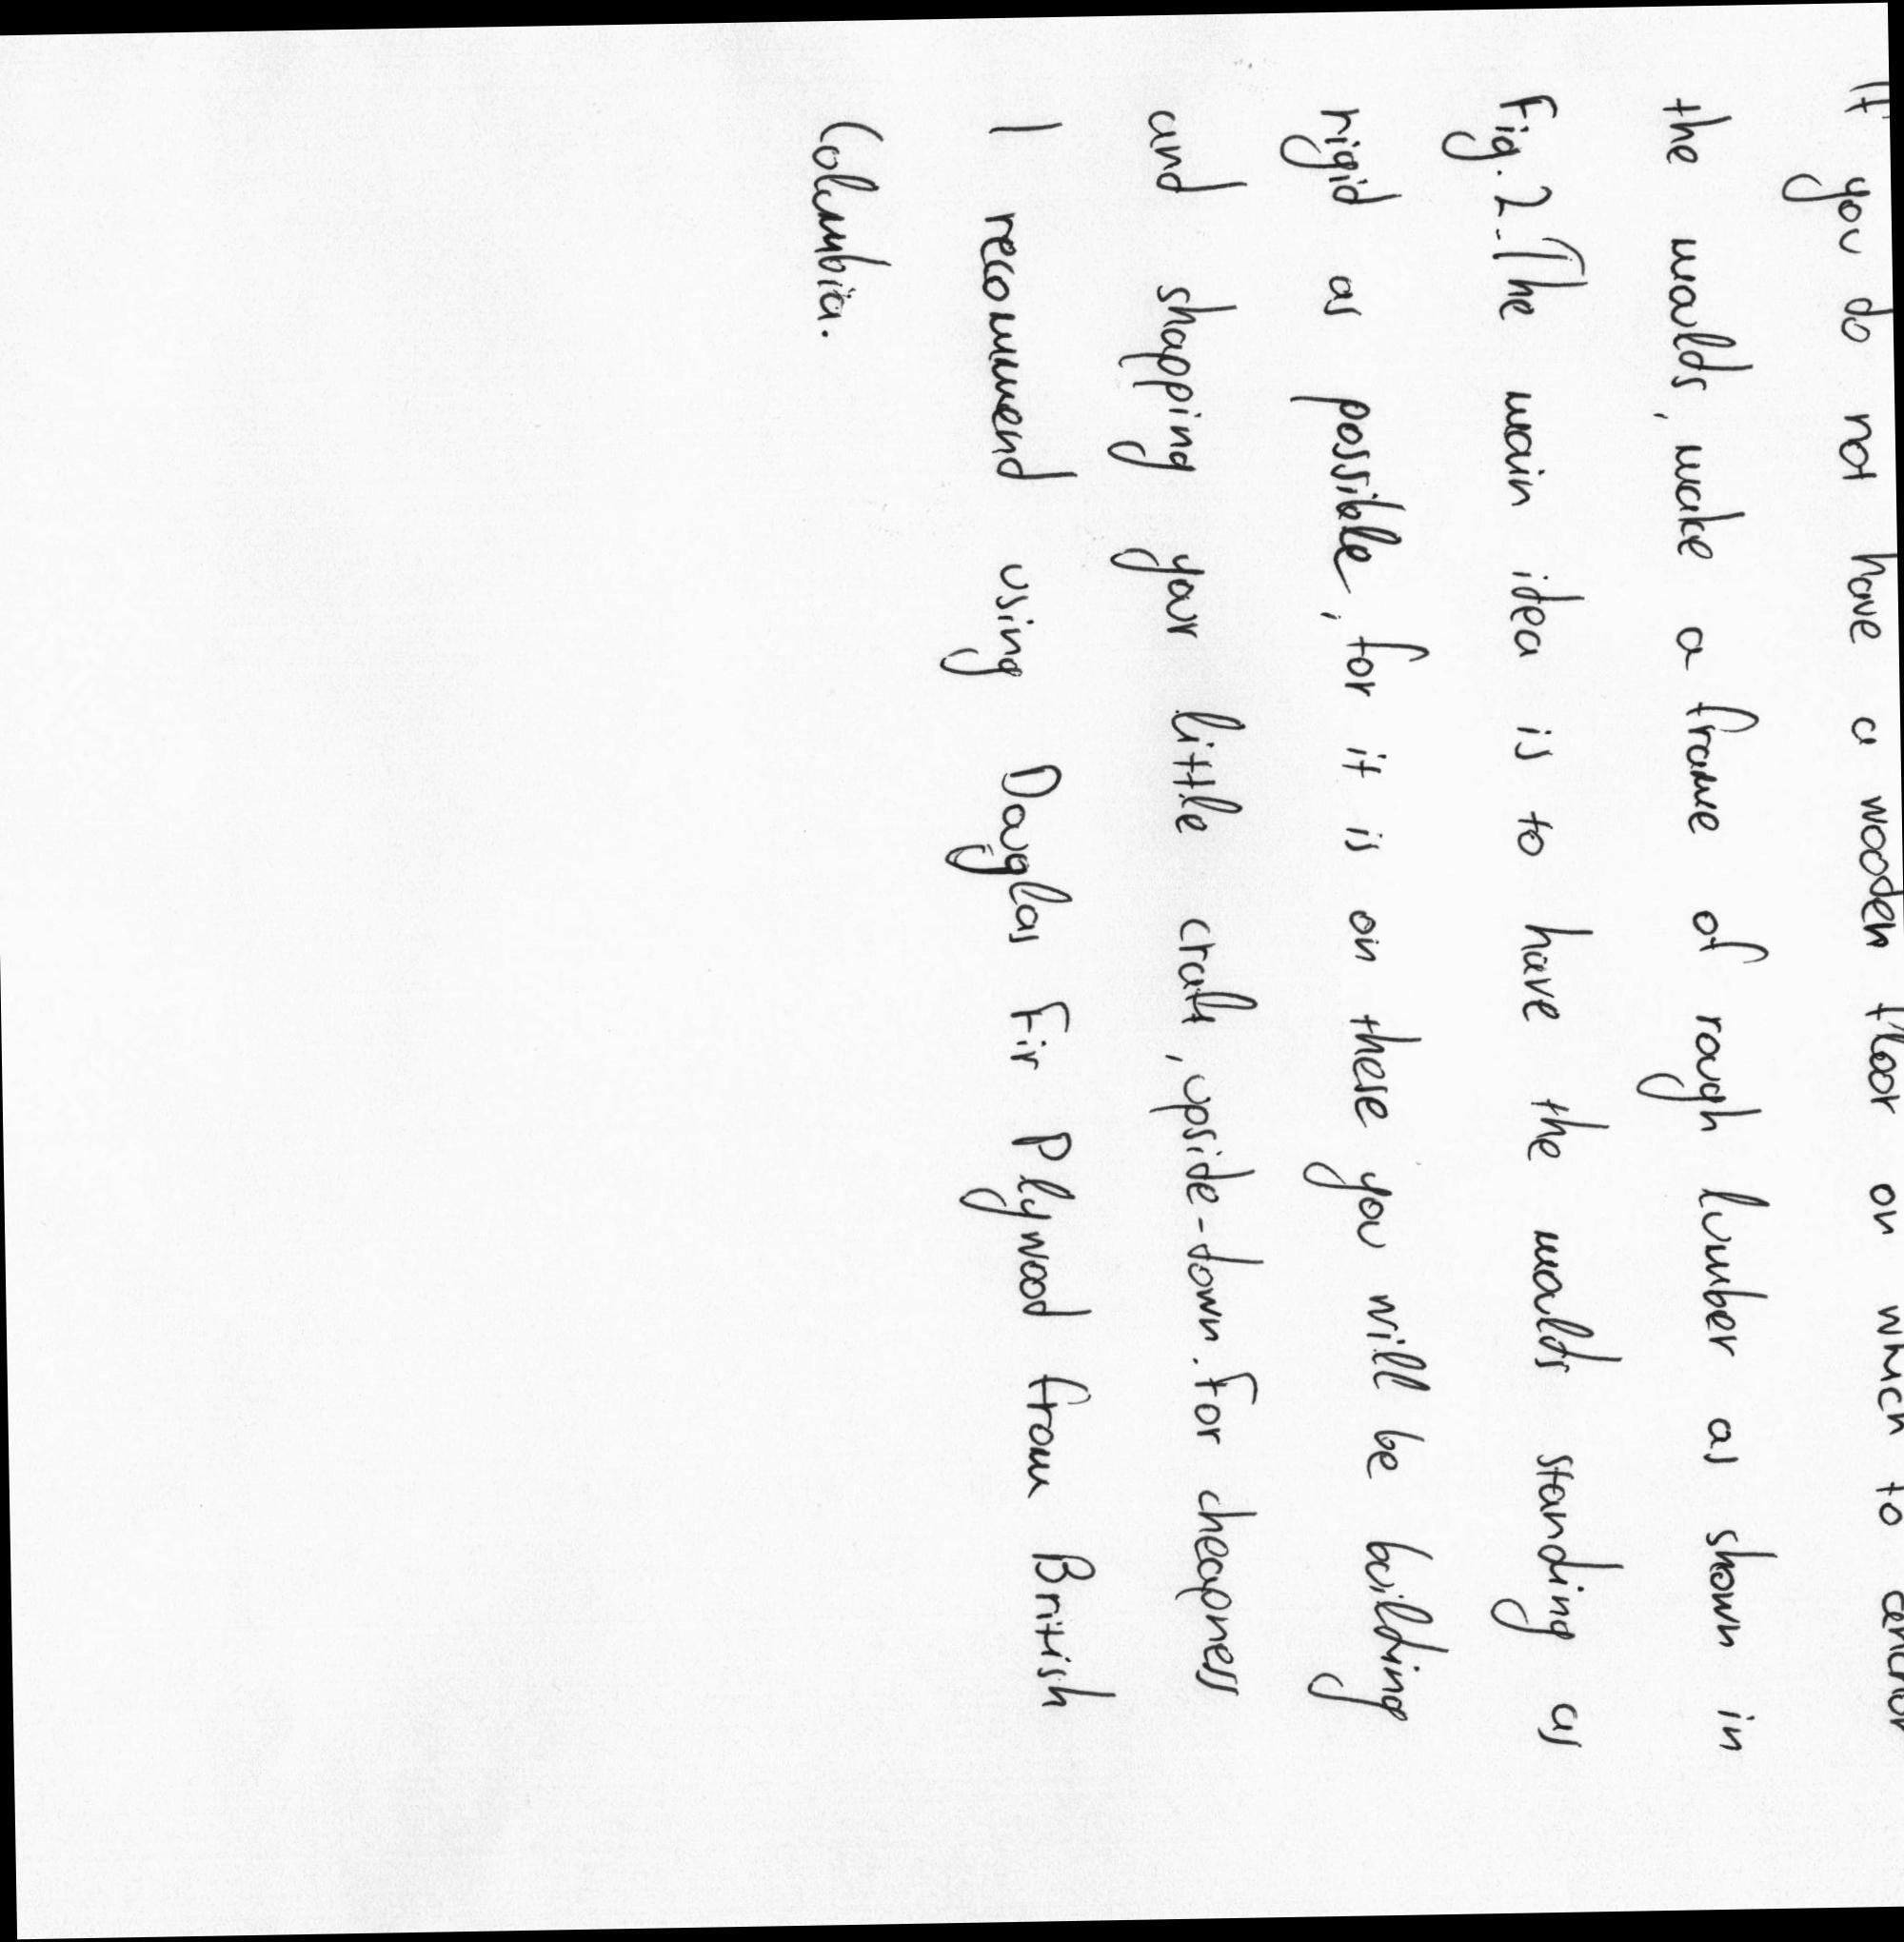 If you do not have a wooden floor on which to
the moulds, make a frame of rough lumber as shown in
Fig. 2. The main idea is to have the moulds standing as
rigid as possible, for it is on these you will be building
and shapping your little craft, upside-down. For cheapness
I recommend using Douglas Fir Plywood from British
Columbia.